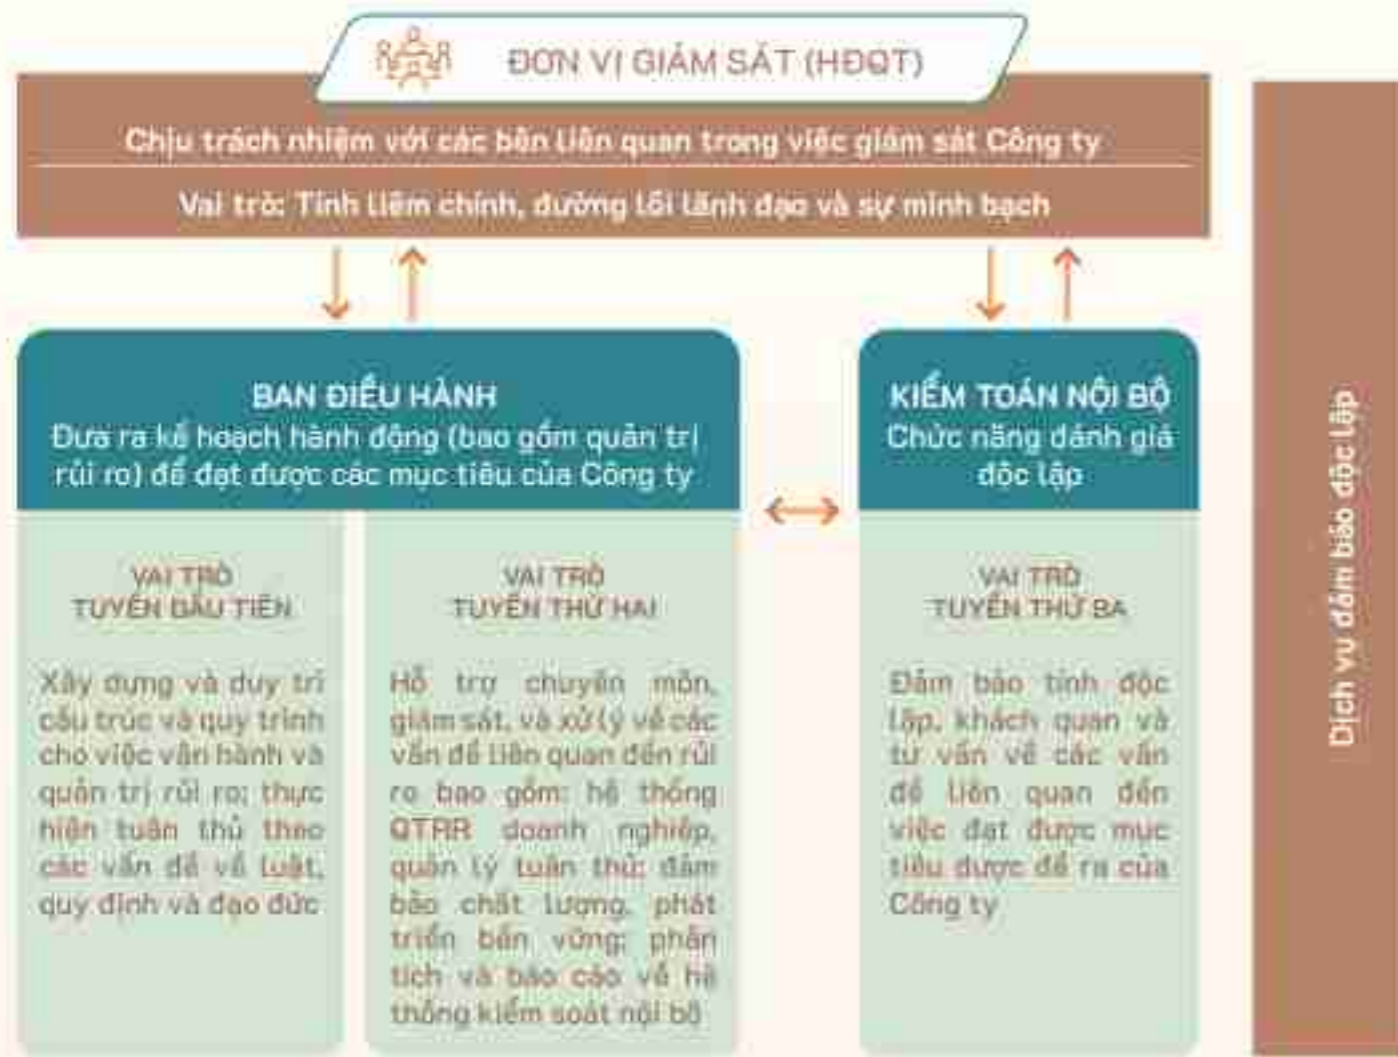 ĐƠN VỊ GIÁM SÁT (HĐQT)
Chịu trách nhiệm với các bên liên quan trong việc giám sát Công ty
Vai trò: Tính liêm chính, đường lối lãnh đạo và sự minh bạch
BAN ĐIỀU HÀNH
Đưa ra kế hoạch hành động (bao gồm quản trị
rủi ro) để đạt được các mục tiêu của Công ty
VAI TRÒ
TUYẾN ĐẦU TIÊN
Xây dựng và duy trì
cấu trúc và quy trình
cho việc vận hành và
quản trị rủi ro; thực
hiện tuân thủ theo
các vấn đề về luật,
quy định và đạo đức
VAI TRÒ
TUYẾN THỨ HAI
Hỗ trợ chuyên môn,
giám sát, và xử lý về các
vấn đề liên quan đến rủi
ro bao gồm: hệ thống
QTRR doanh nghiệp,
quản lý tuân thủ; đảm
bảo chất lượng, phát
triển bền vững; phân
tích và báo cáo về hệ
thống kiểm soát nội bộ
KIỂM TOÁN NỘI BỘ
Chức năng đánh giá
độc lập
VAI TRÒ
TUYẾN THỨ BA
Đảm bảo tính độc
lập, khách quan và
tư vấn về các vấn
đề liên quan đến
việc đạt được mục
tiêu được đề ra của
Công ty
Dịch vụ đảm bảo độc lập